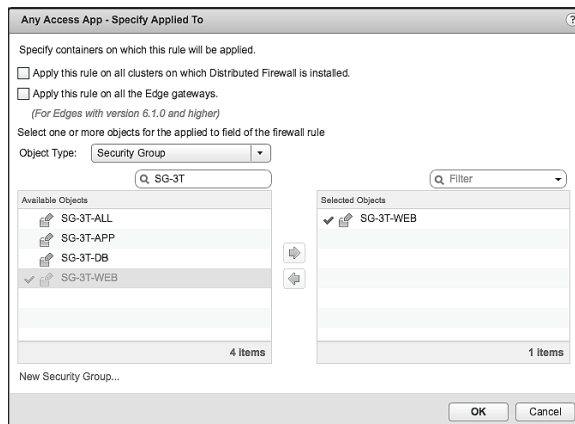 Any Access App - Specify Applied To
?
Specify containers on which this rule will be applied.
Apply this rule on all clusters on which Distributed Firewall is installed.
Apply this rule on all the Edge gateways.
(For Edges with version 6.1.0 and higher)
Select one or more objects for the applied to field of the firewall rule
Object Type: Security Group
SG-3T
Filter
Available Objects
SG-3T-ALL
SG-3T-APP
SG-3T-DB
SG-3T-WEB
4 items
Selected Objects
SG-3T-WEB
1 items
New Security Group...
OK Cancel